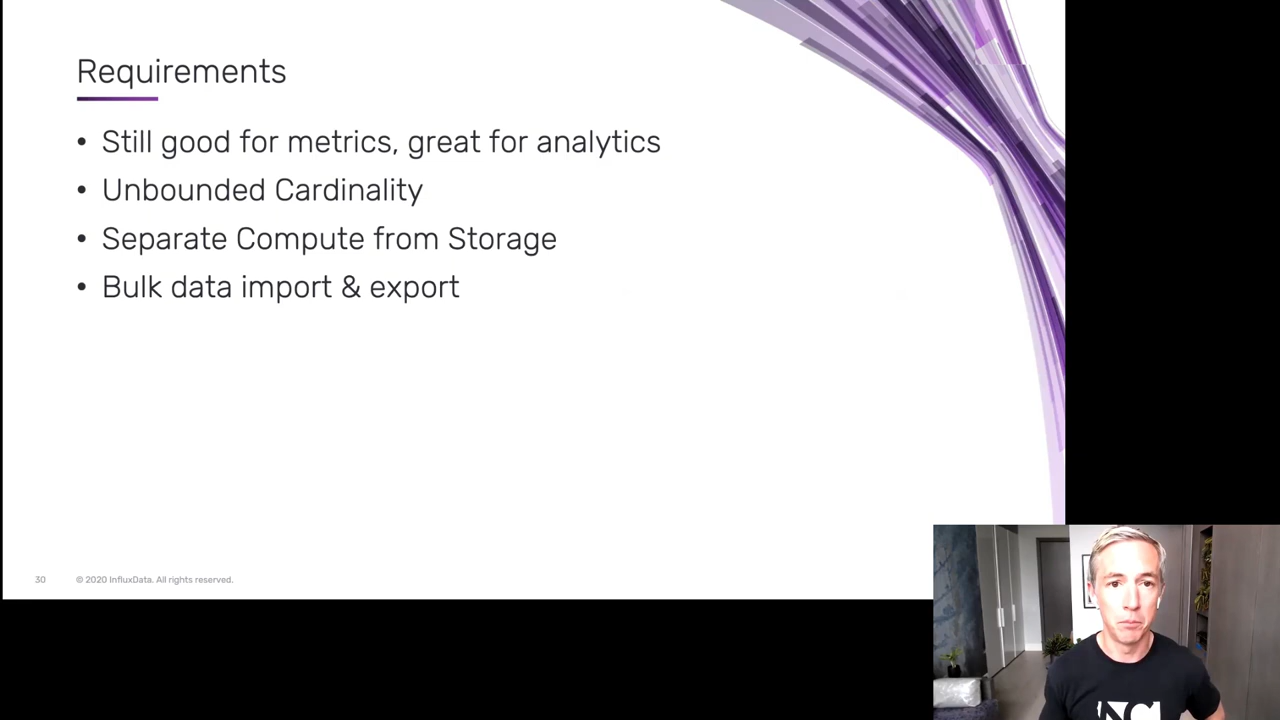 Requirements
• Still good for metrics, great for analytics
• Unbounded Cardinality
• Separate Compute from Storage
• Bulk data import & export
30 © 2020 InfluxData. All rights reserved.